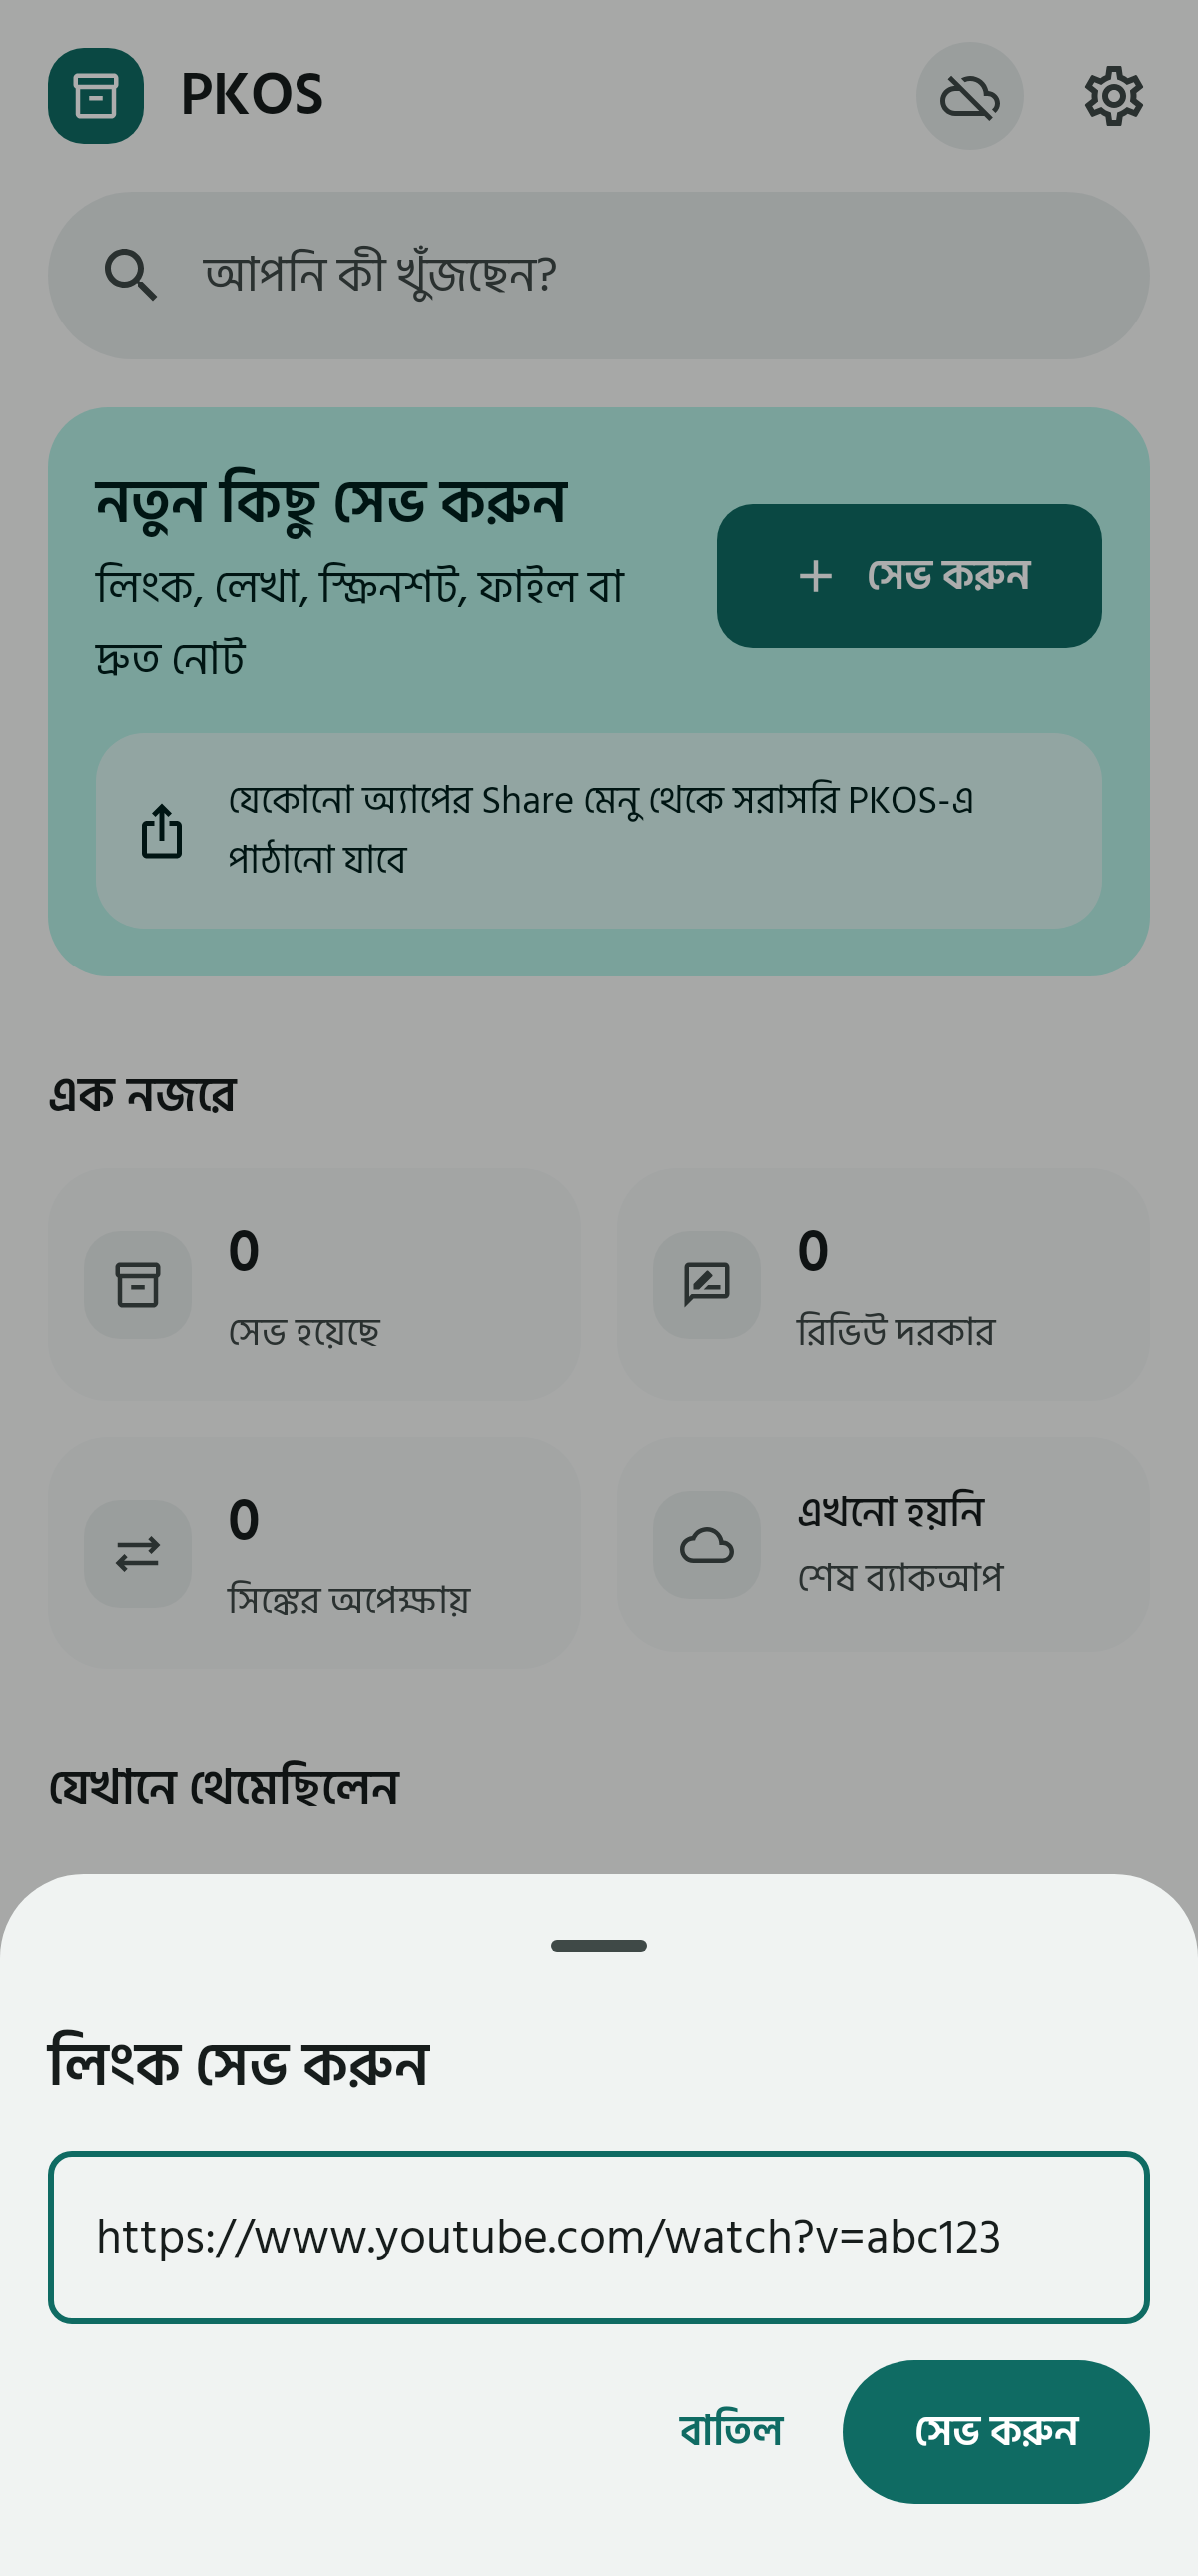 PKOS
আপনি কী খুঁজছেন?
নতুন কিছু সেভ করুন
লিংক, লেখা, স্ক্রিনশট, ফাইল বা
দ্রুত নোট
সেভ করুন
যেকোনো অ্যাপের Share মেনু থেকে সরাসরি PKOS-এ
পাঠানো যাবে
এক নজরে
0
সেভ হয়েছে
0
রিভিউ দরকার
0
সিঙ্কের অপেক্ষায়
এখনো হয়নি
শেষ ব্যাকআপ
যেখানে থেমেছিলেন
লিংক সেভ করুন
https://www.youtube.com/watch?v=abc123
বাতিল
সেভ করুন